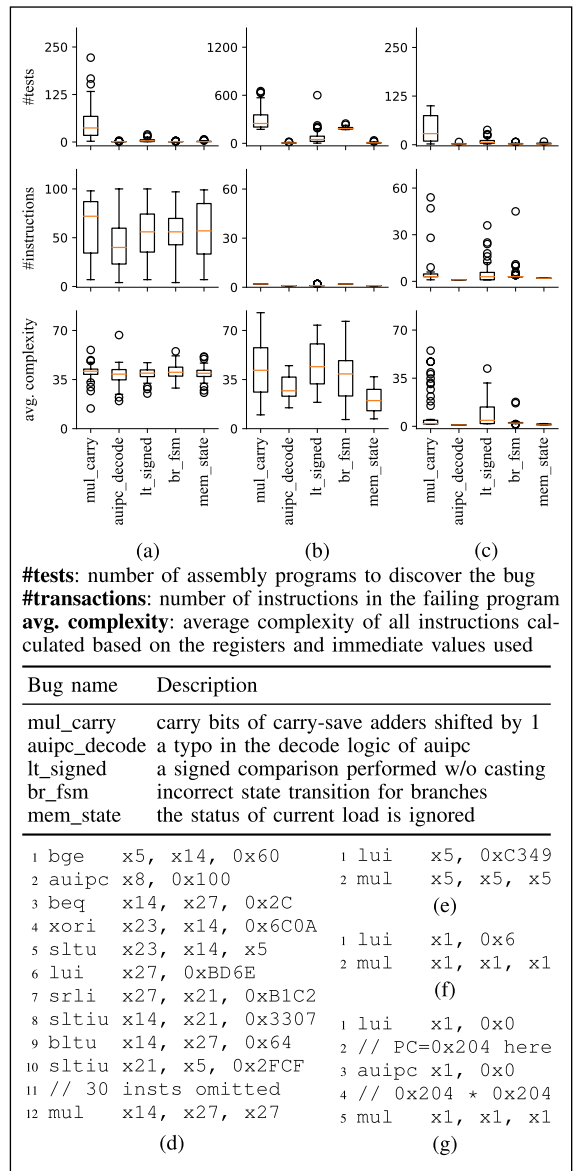 #tests
250
125
0
1200
600
0
250
125
0
#instructions
100
50
0
60
30
0
60
30
0
avg. complexity
70
35
0
70
35
0
70
35
0
mul_carry
auipc_decode
lt_signed
br_fsm
mem_state
mul_carry
auipc_decode
lt_signed
br_fsm
mem_state
mul_carry
auipc_decode
lt_signed
br_fsm
mem_state
(a)
(b)
(c)
#tests: number of assembly programs to discover the bug
#transactions: number of instructions in the failing program
avg. complexity: average complexity of all instructions cal-
culated based on the registers and immediate values used
Bug name Description
mul_carry carry bits of carry-save adders shifted by 1
auipc_decode a typo in the decode logic of auipc
lt_signed a signed comparison performed w/o casting
br_fsm incorrect state transition for branches
mem_state the status of current load is ignored
1 bge x5, x14, 0x60
2 auipc x8, 0x100
3 beq x14, x27, 0x2C
4 xori x23, x14, 0x6C0A
5 sltu x23, x14, x5
6 lui x27, 0xBD6E
7 srli x27, x21, 0xB1C2
8 sltiu x14, x21, 0x3307
9 bltu x14, x27, 0x64
10 sltiu x21, x5, 0x2FCF
11 // 30 insts omitted
12 mul x14, x27, x27
(d)
1 lui x5, 0xC349
2 mul x5, x5, x5
(e)
1 lui x1, 0x6
2 mul x1, x1, x1
(f)
1 lui x1, 0x0
2 // PC=0x204 here
3 auipc x1, 0x0
4 // 0x204 * 0x204
5 mul x1, x1, x1
(g)